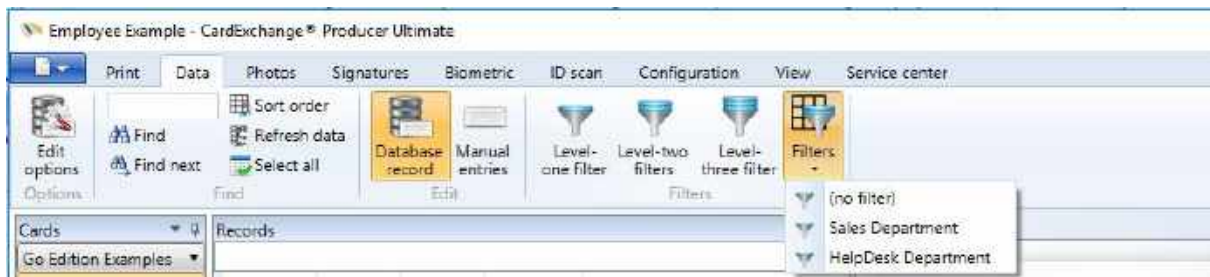 Employee Example - CardExchange® Producer Ultimate
Print Data Photos Signatures Biometric ID scan Configuration View Service center
Edit options
Options
Find
Find next
Sort order
Refresh data
Select all
Find
Database record
Manual entries
Edit
Level-one filter
Level-two filters
Level-three filter
Filters
Filters
(no filter)
Sales Department
HelpDesk Department
Cards
Go Edition Examples
Records